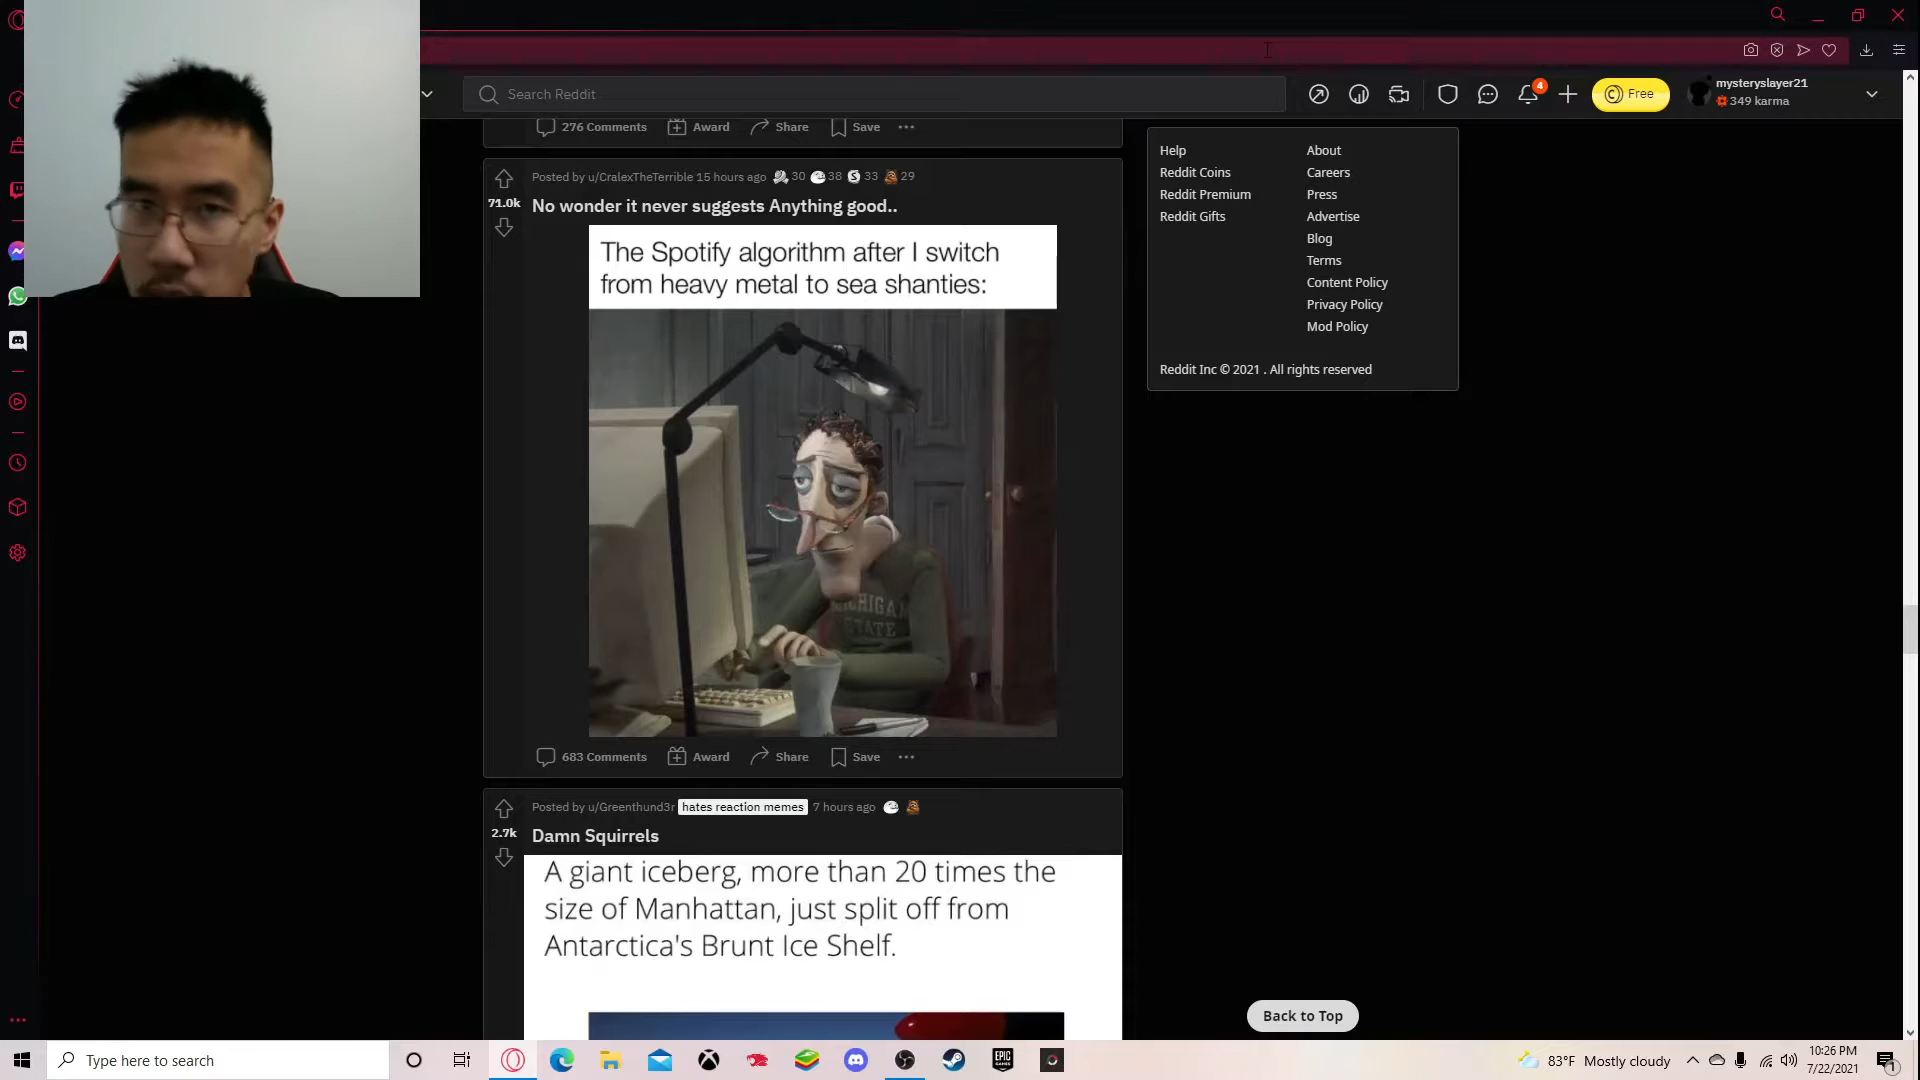 Search Reddit
Free
mysteryslayer21
349 karma
4
276 Comments
Award
Share
Save
Help
About
Reddit Coins
Careers
Reddit Premium
Press
Reddit Gifts
Advertise
Blog
Terms
Content Policy
Privacy Policy
Mod Policy
Reddit Inc © 2021 . All rights reserved
Posted by u/CralexTheTerrible 15 hours ago 30 38 33 29
71.0k
No wonder it never suggests Anything good..
The Spotify algorithm after I switch
from heavy metal to sea shanties:
MICHIGAN
STATE
683 Comments
Award
Share
Save
Posted by u/Greenthund3r hates reaction memes 7 hours ago
2.7k
Damn Squirrels
A giant iceberg, more than 20 times the
size of Manhattan, just split off from
Antarctica's Brunt Ice Shelf.
Back to Top
Type here to search
EPIC
GAMES
83°F Mostly cloudy
10:26 PM
7/22/2021
1